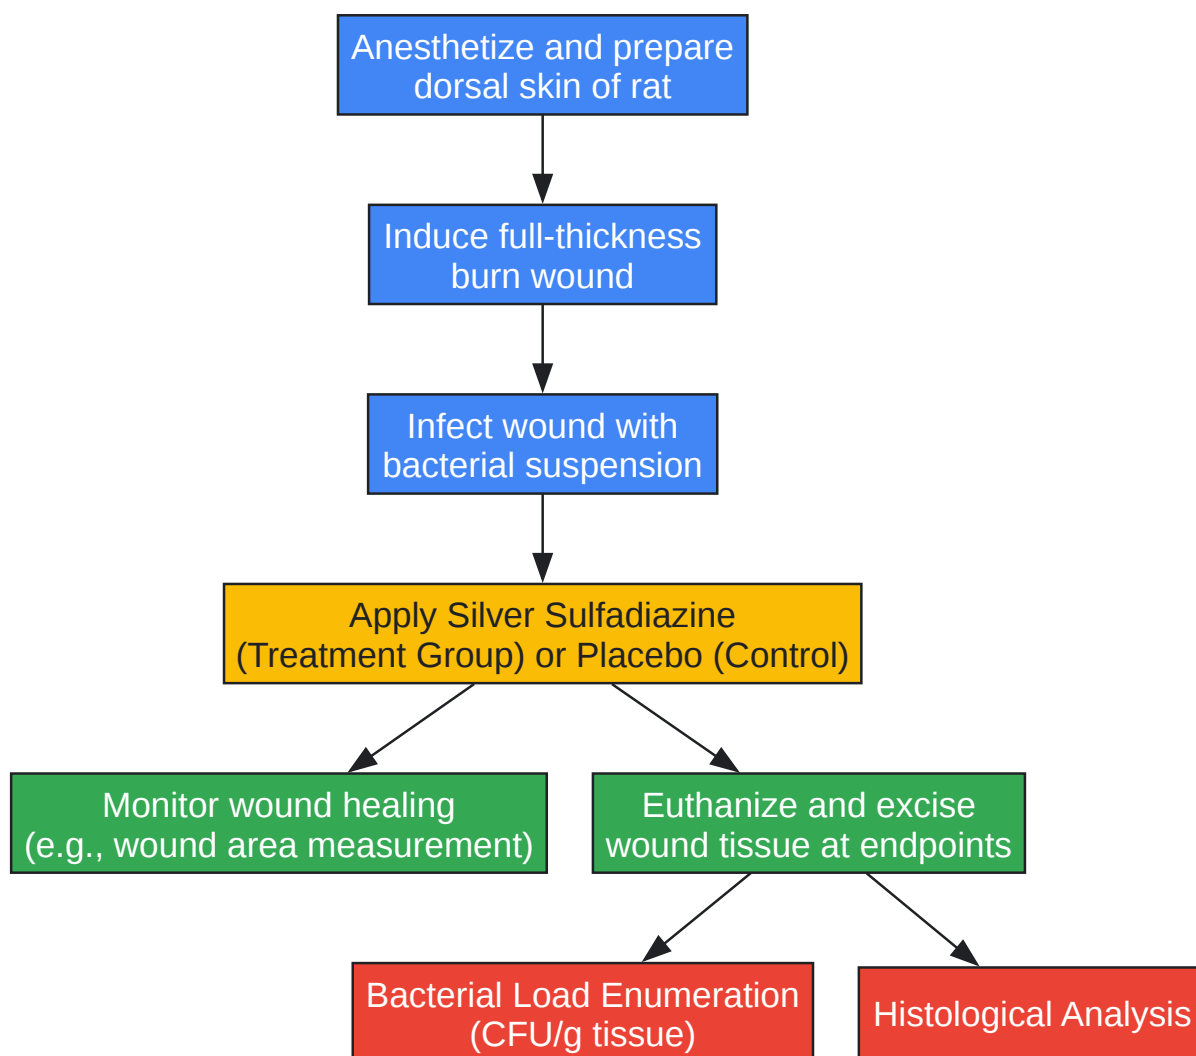 Anesthetize and prepare
dorsal skin of rat
Induce full-thickness
burn wound
Infect wound with
bacterial suspension
Apply Silver Sulfadiazine
(Treatment Group) or Placebo (Control)
Monitor wound healing
(e.g., wound area measurement)
Euthanize and excise
wound tissue at endpoints
Bacterial Load Enumeration
(CFU/g tissue)
Histological Analysis